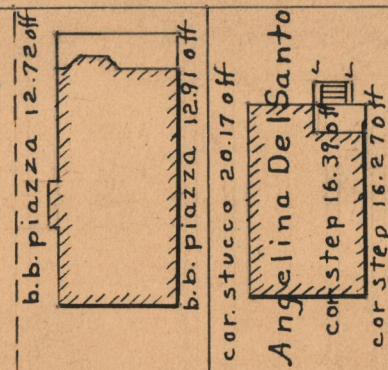 b.b. piazza 12.72 off
b.b. piazza 12.91 off
cor. stucco 20.17 off
Angelina Del Santo
cor step 16.39 off
cor step 16.27 off